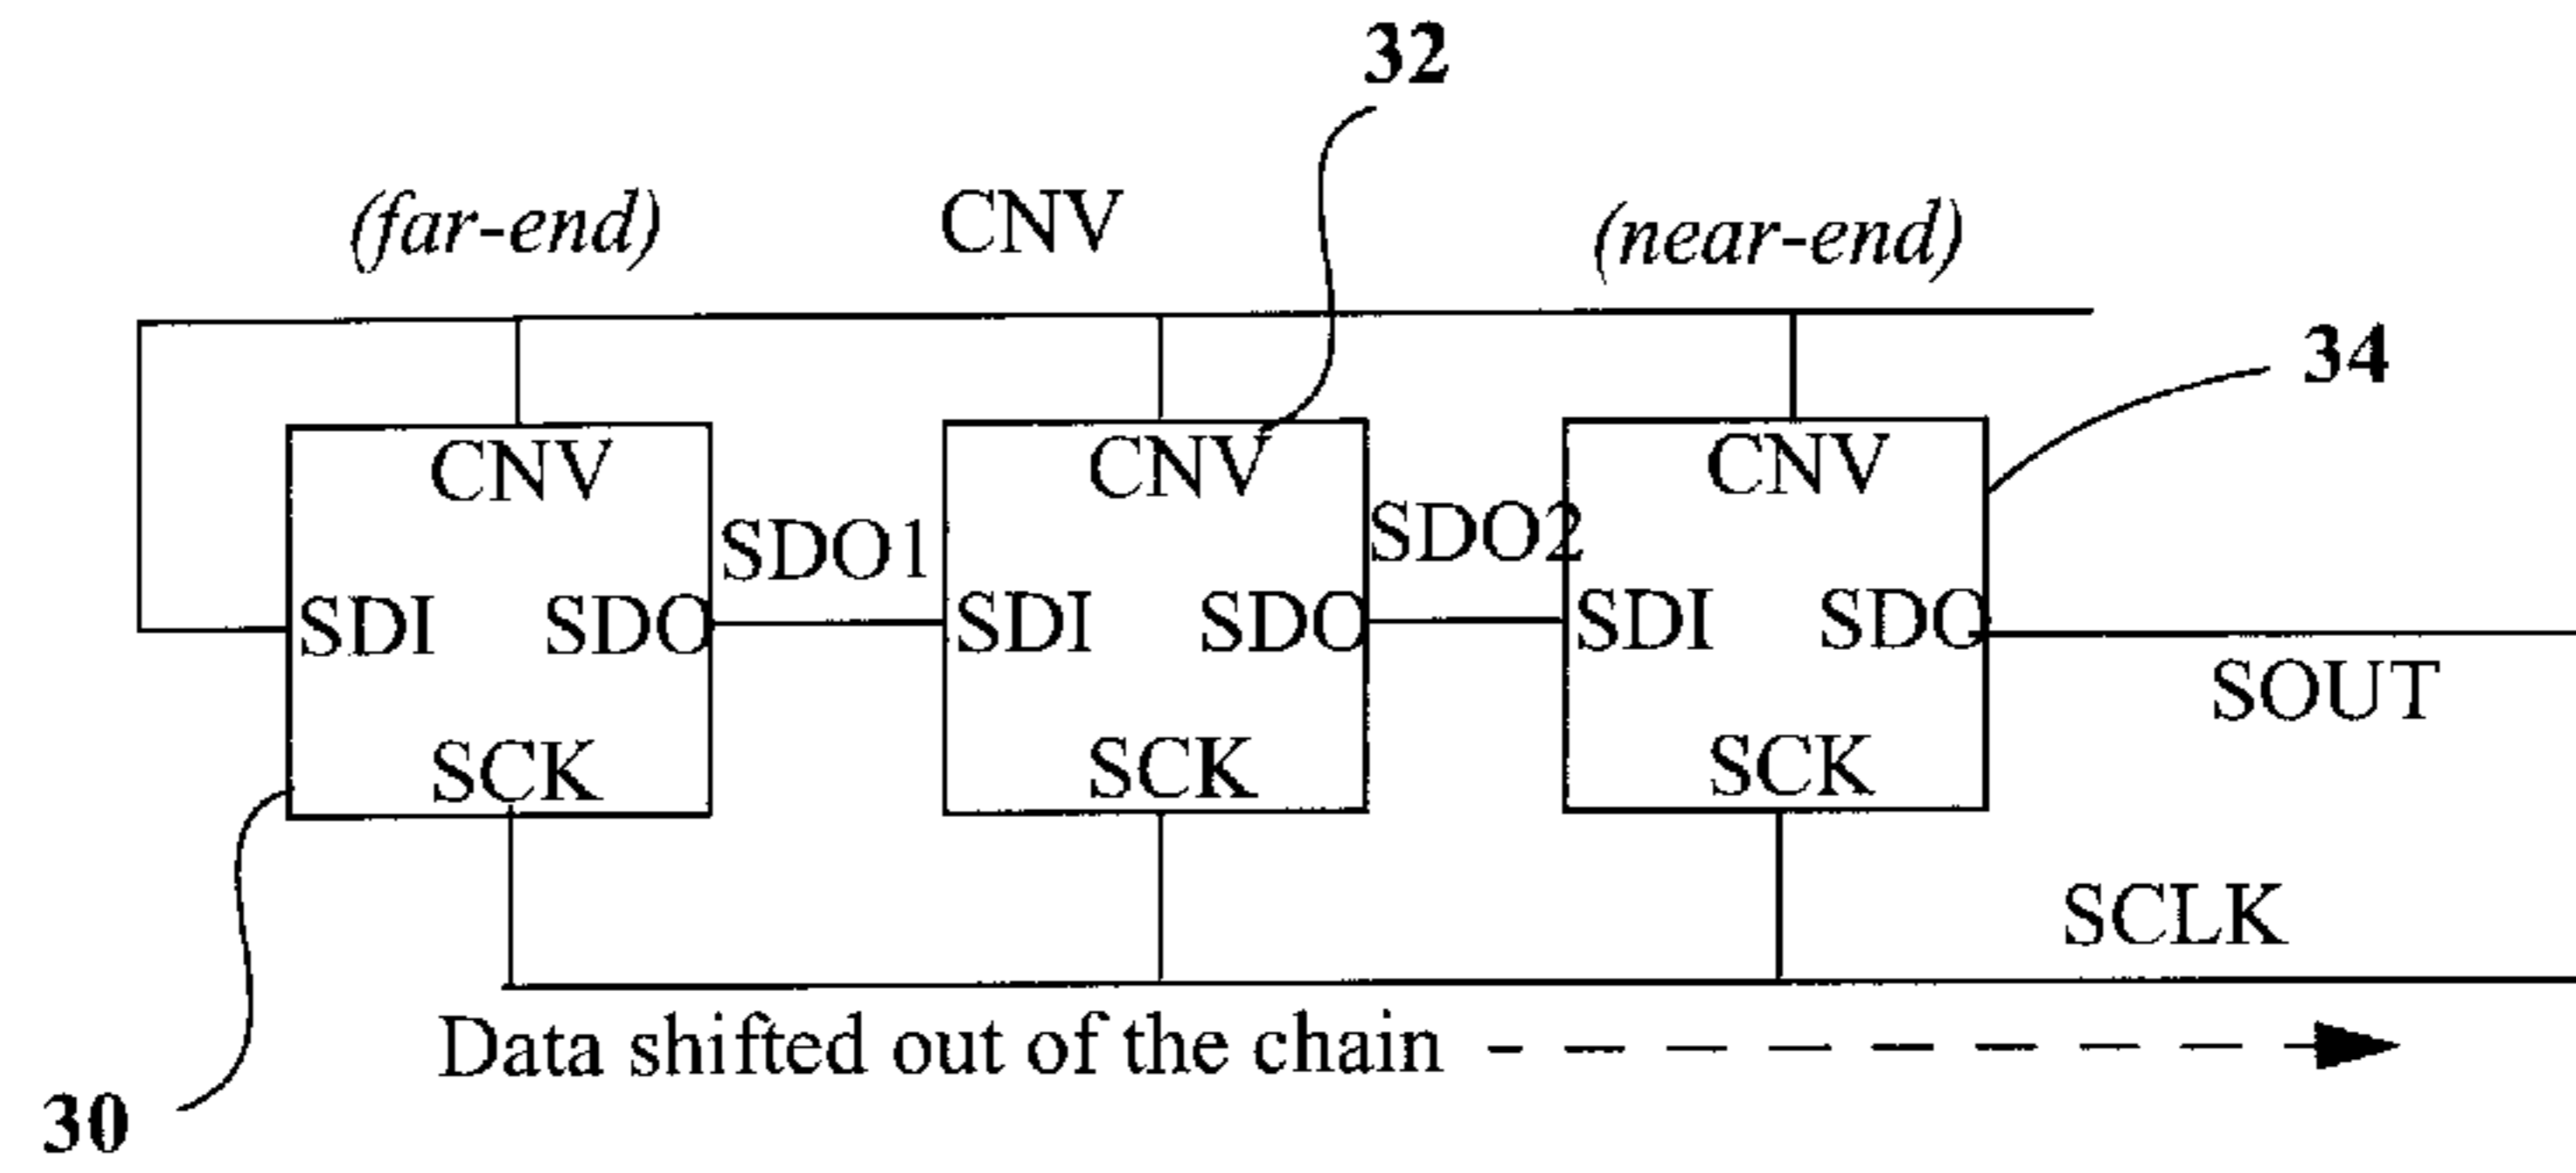 32
(far-end) CNV (near-end)
34
CNV CNV CNV
SDO1 SDO2
SDI SDO SDI SDO SDI SDO
SOUT
SCK SCK SCK
SCLK
Data shifted out of the chain
30